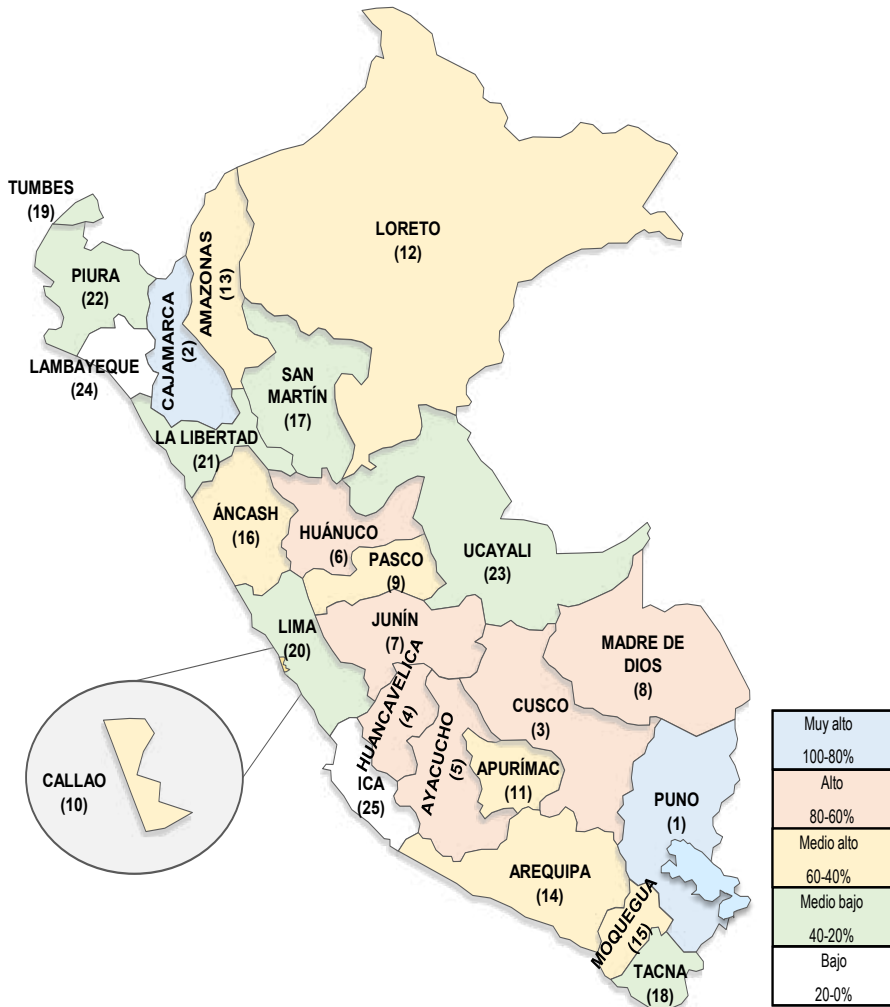 TUMBES
(19)
LORETO
(12)
PIURA
(22)
CAJAMARCA
(2)
AMAZONAS
(13)
LAMBAYEQUE
(24)
SAN
MARTÍN
(17)
LA LIBERTAD
(21)
ÁNCASH
(16)
HUÁNUCO
(6)
PASCO
(9)
UCAYALI
(23)
LIMA
(20)
JUNÍN
(7)
MADRE DE
DIOS
(8)
HUANCAVELICA
(4)
CUSCO
(3)
AYACUCHO
(5)
APURÍMAC
(11)
CALLAO
(10)
ICA
(25)
PUNO
(1)
AREQUIPA
(14)
MOQUEGUA
(15)
TACNA
(18)
Muy alto
100-80%
Alto
80-60%
Medio alto
60-40%
Medio bajo
40-20%
Bajo
20-0%